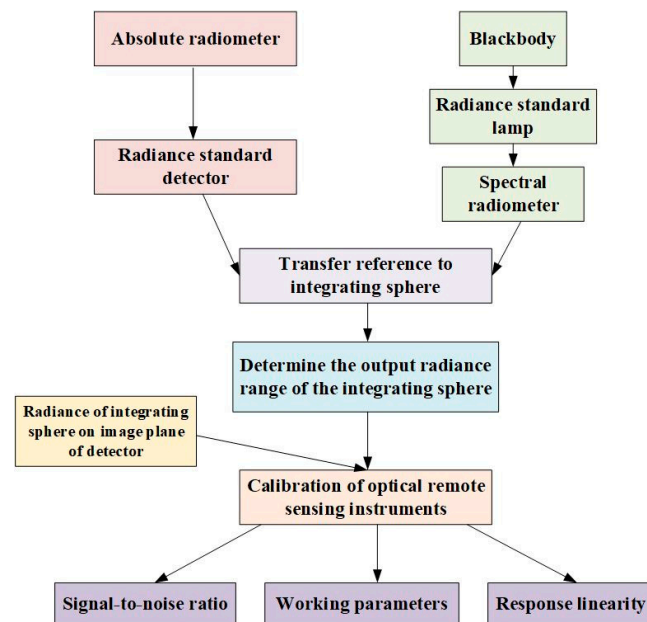 Absolute radiometer
Blackbody
Radiance standard
lamp
Radiance standard
detector
Spectral
radiometer
Transfer reference to
integrating sphere
Determine the output radiance
range of the integrating sphere
Radiance of integrating
sphere on image plane
of detector
Calibration of optical remote
sensing instruments
Signal-to-noise ratio
Working parameters
Response linearity